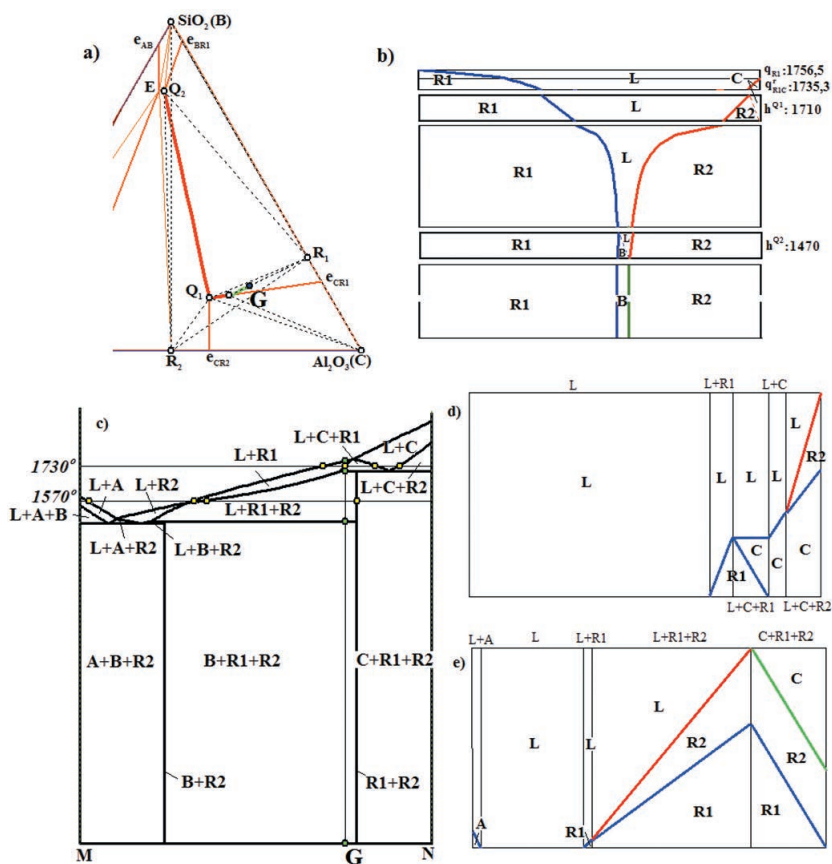 a)
SiO2 (B)
eAB
eBR1
E
Q2
R1
Q1
eCR1
G
R2
eCR2
Al2O3(C)
b)
R1
L
C
qR1:1756,5
qrR1C:1735,3
R1
L
R2
hQ1: 1710
R1
L
R2
R1
L
B
R2
hQ2:1470
R1
B
R2
c)
L+C+R1
L+C
L+R1
1730°
L+A
L+R2
L+C+R2
1570°
L+A+B
L+R1+R2
L+A+R2
L+B+R2
A+B+R2
B+R1+R2
C+R1+R2
B+R2
R1+R2
M
G
N
d)
L
L+R1
L+C
L
L
L
L
L
R2
R1
C
C
C
L+C+R1
L+C+R2
e)
L+A
L
L+R1
L+R1+R2
C+R1+R2
L
L
L
C
R2
R2
A
R1
R1
R1